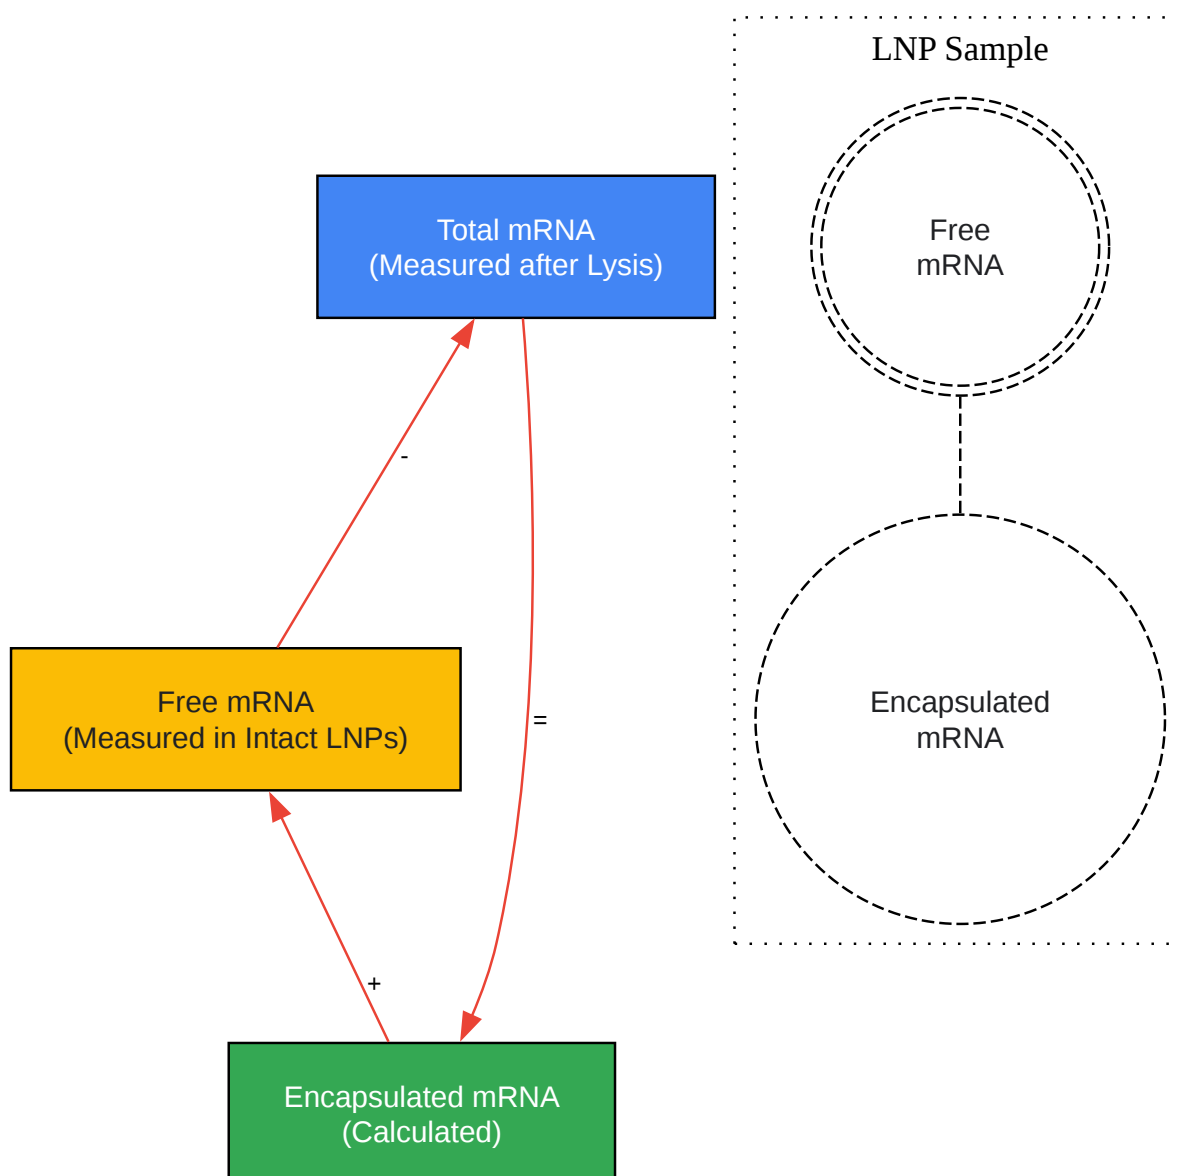 LNP Sample
Total mRNA
(Measured after Lysis)
Free
mRNA
-
Free mRNA
(Measured in Intact LNPs)
=
Encapsulated
mRNA
+
Encapsulated mRNA
(Calculated)